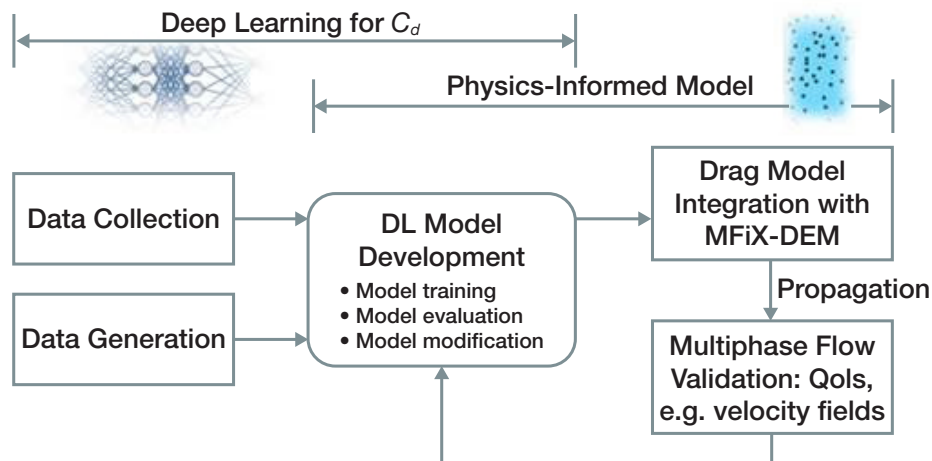 Deep Learning for C_d
Physics-Informed Model
Data Collection
Data Generation
DL Model
Development
• Model training
• Model evaluation
• Model modification
Drag Model
Integration with
MFiX-DEM
Propagation
Multiphase Flow
Validation: QoIs,
e.g. velocity fields